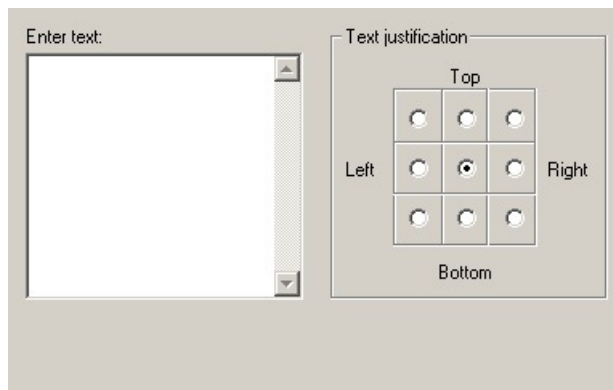 Enter text:
Text justification
Top
Left
Right
Bottom